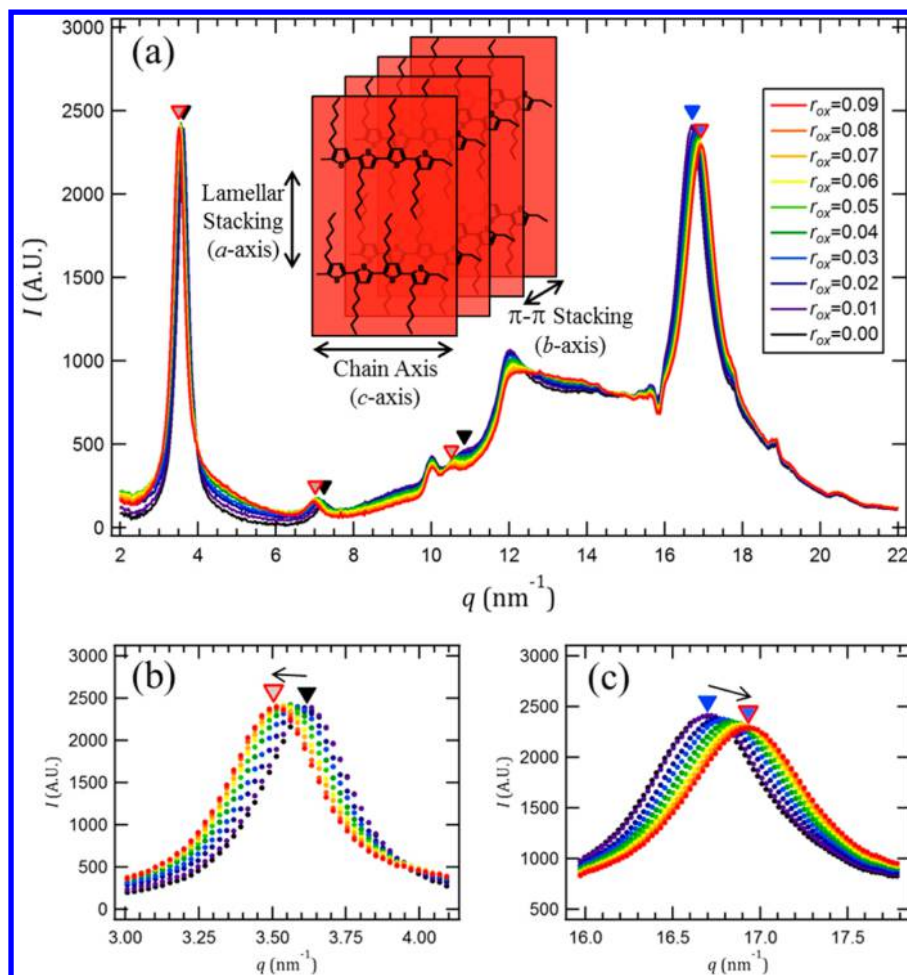 (a)
3000
2500
2000
1500
1000
500
0
I (A.U.)
2 4 6 8 10 12 14 16 18 20 22
q (nm⁻¹)
Lamellar
Stacking
(a-axis)
Chain Axis
(c-axis)
π-π Stacking
(b-axis)
r_ox=0.09
r_ox=0.08
r_ox=0.07
r_ox=0.06
r_ox=0.05
r_ox=0.04
r_ox=0.03
r_ox=0.02
r_ox=0.01
r_ox=0.00
(b)
3000
2500
2000
1500
1000
500
0
I (A.U.)
3.00 3.25 3.50 3.75 4.00
q (nm⁻¹)
(c)
3000
2500
2000
1500
1000
500
I (A.U.)
16.0 16.5 17.0 17.5
q (nm⁻¹)